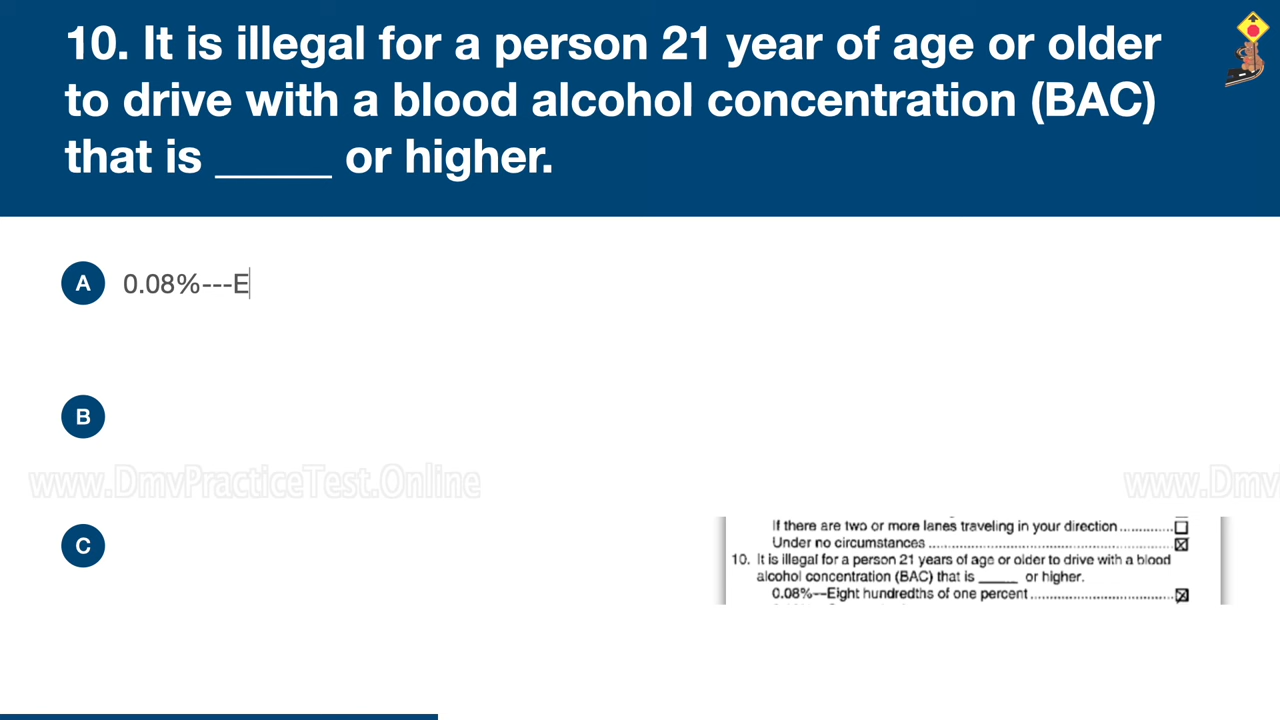 10. It is illegal for a person 21 year of age or older
to drive with a blood alcohol concentration (BAC)
that is _____ or higher.
A 0.08%---E
B
www.DmvPracticeTest.Online
www.Dmv
C
If there are two or more lanes traveling in your direction
Under no circumstances
10. It is illegal for a person 21 years of age or older to drive with a blood
alcohol concentration (BAC) that is _____ or higher.
0.08%--Eight hundredths of one percent